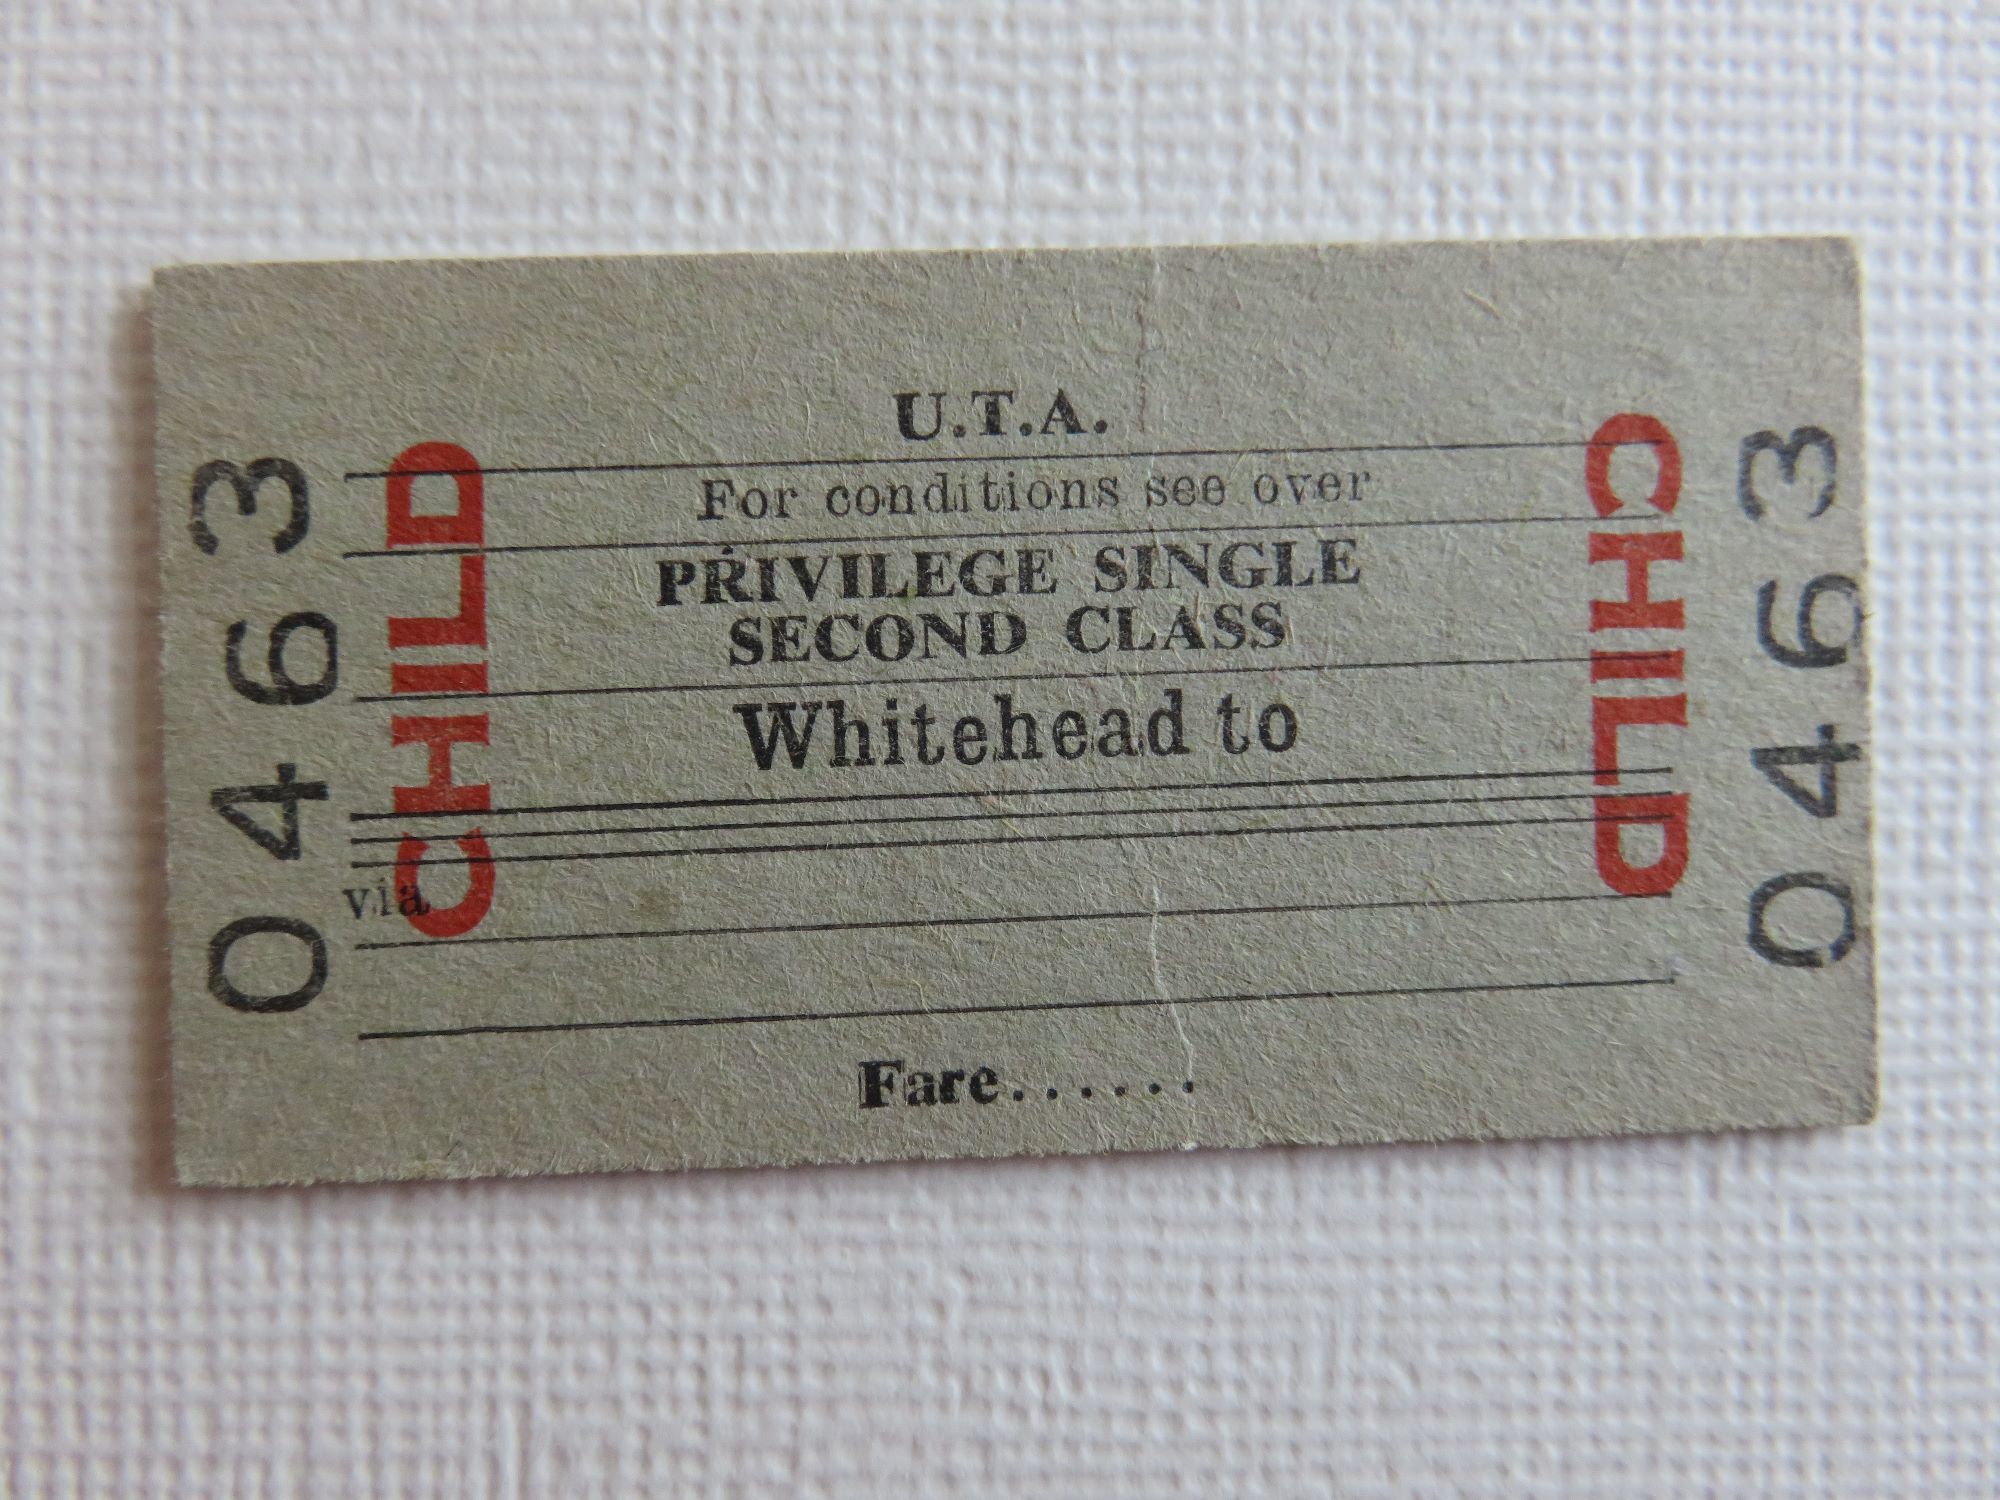 U.T.A.
For conditions see over
PRIVILEGE SINGLE
SECOND CLASS
Whitehead to
via
Fare......
CHILD
CHILD
0463
0463